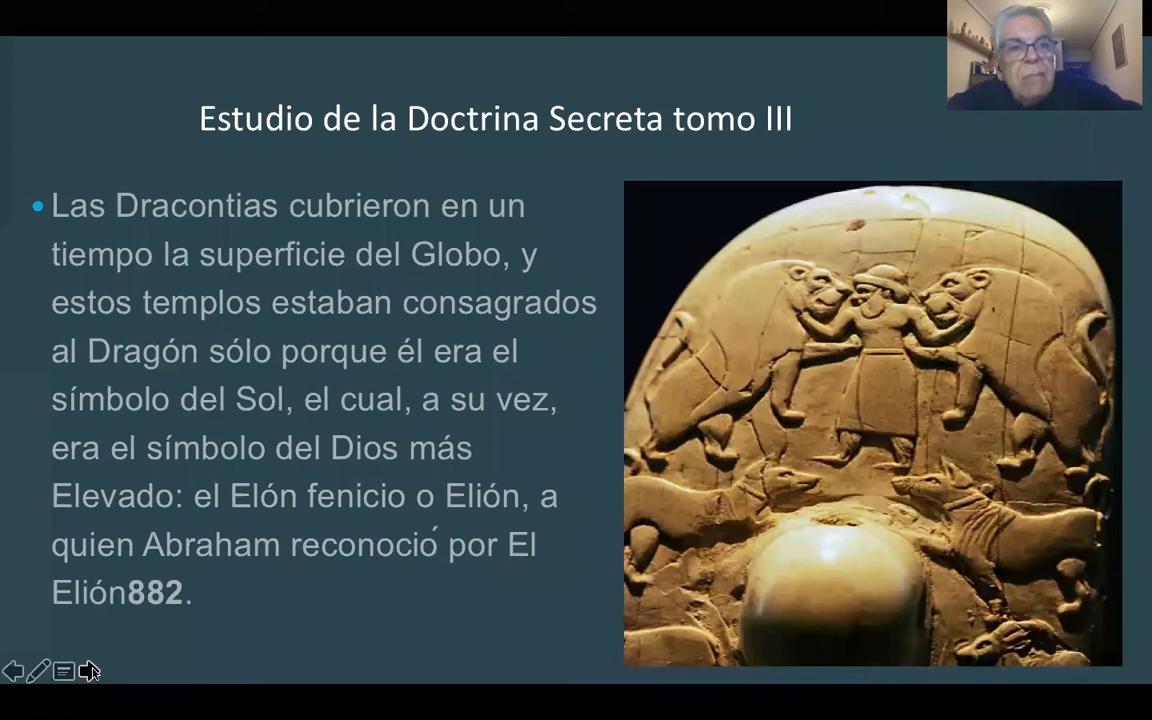 Estudio de la Doctrina Secreta tomo III
• Las Dracontias cubrieron en un
tiempo la superficie del Globo, y
estos templos estaban consagrados
al Dragón sólo porque él era el
símbolo del Sol, el cual, a su vez,
era el símbolo del Dios más
Elevado: el Elón fenicio o Elión, a
quien Abraham reconoció por El
Elión882.